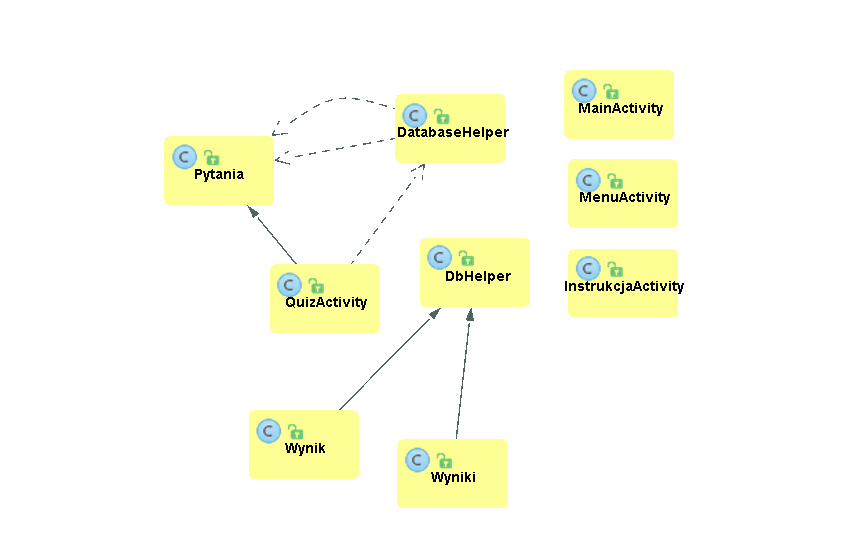 C
MainActivity
C
DatabaseHelper
C
Pytania
C
MenuActivity
C
DbHelper
C
InstrukcjaActivity
C
QuizActivity
C
Wynik
C
Wyniki